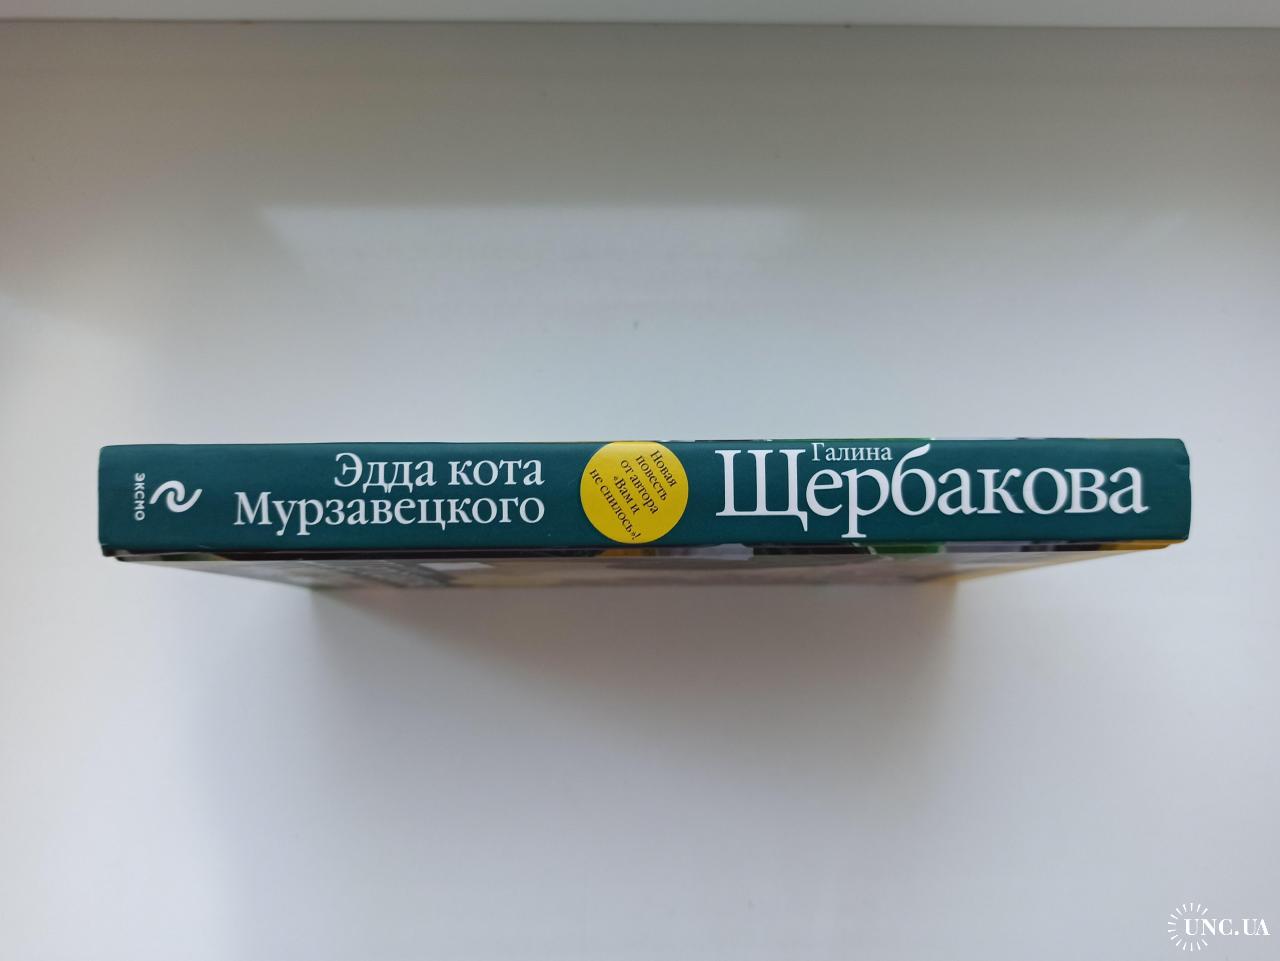 ЭКСМО
Эдда кота
Мурзавецкого
Новая
повесть
от автора
«Вам и
не снилось»!
Галина
Щербакова
UNC.UA